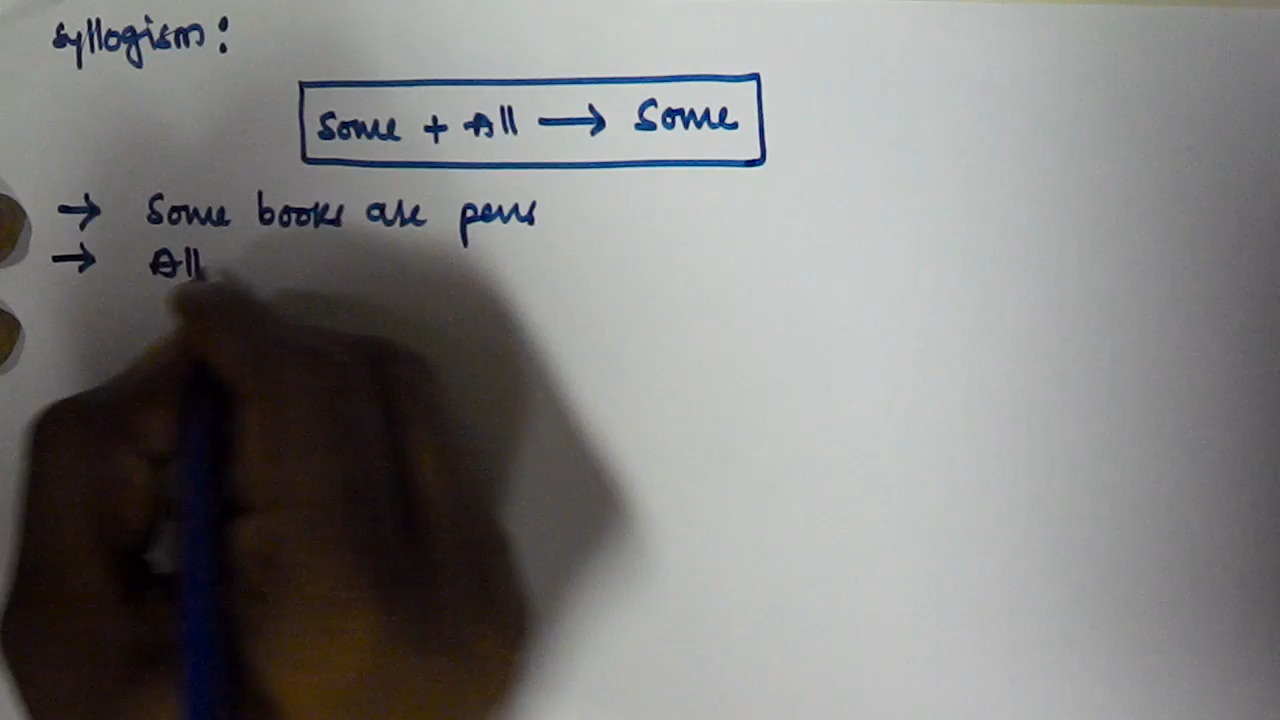 Syllogism:
Some + All → Some
→ Some books are pens
→ All